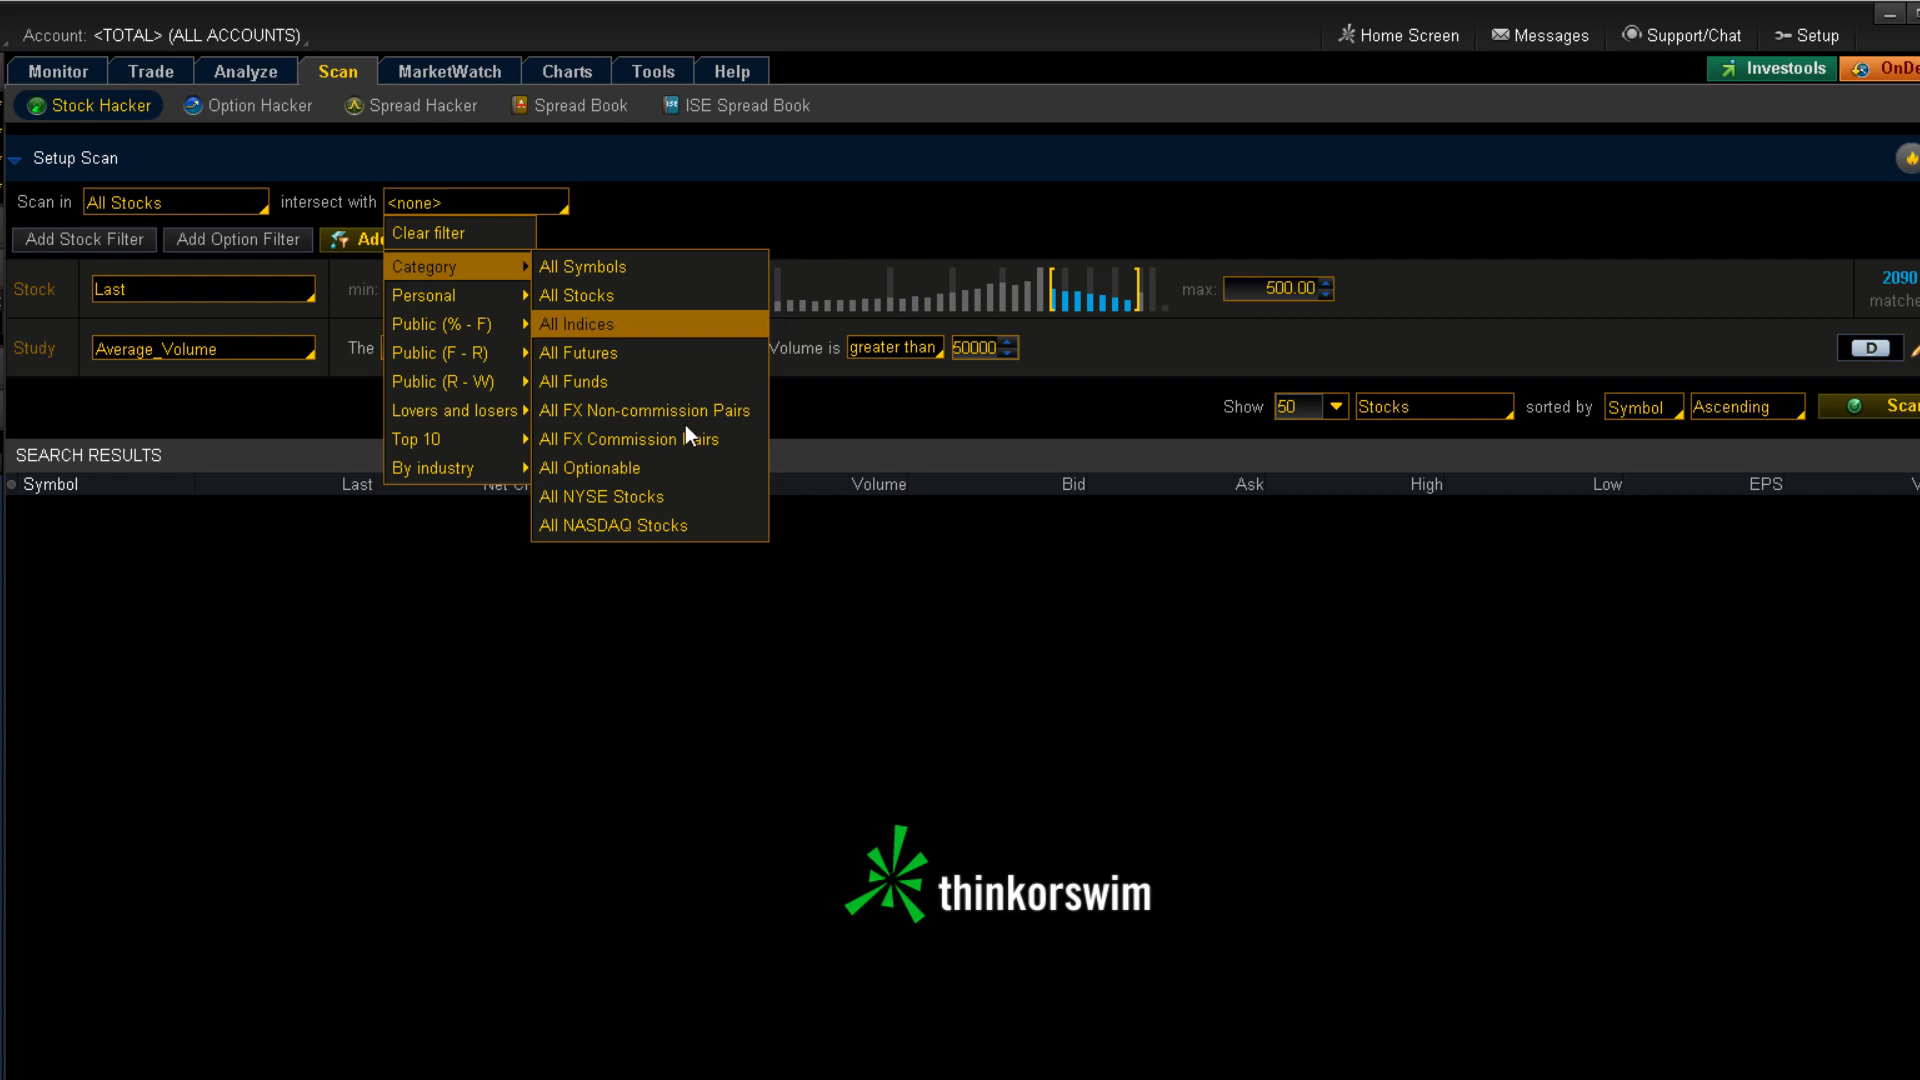 Account: <TOTAL> (ALL ACCOUNTS)
Home Screen Messages Support/Chat Setup
Monitor Trade Analyze Scan MarketWatch Charts Tools Help Investools
Stock Hacker Option Hacker Spread Hacker Spread Book ISE Spread Book
Setup Scan
Scan in All Stocks intersect with <none>
Clear filter
Add Stock Filter Add Option Filter
Category All Symbols
Stock Last min: max: 500.00 2090
Personal All Stocks
Public (% - F) All Indices
Study Average_Volume The Volume is greater than 50000 D
Public (F - R) All Futures
Public (R - W) All Funds
Lovers and losers All FX Non-commission Pairs
Show 50 Stocks sorted by Symbol Ascending
Top 10 All FX Commission
By industry All Optionable
SEARCH RESULTS
Symbol Last Volume Bid Ask High Low EPS
All NYSE Stocks
All NASDAQ Stocks
thinkorswim